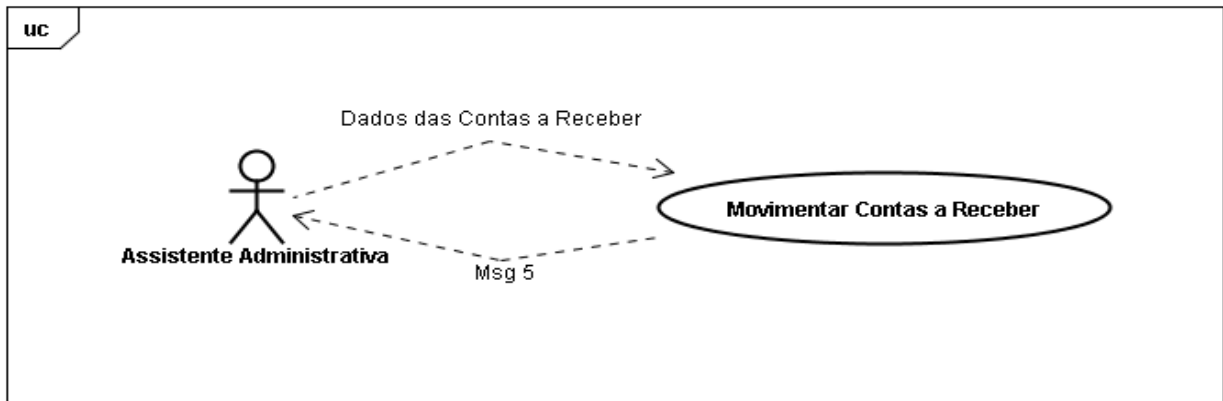 uc
Dados das Contas a Receber
Movimentar Contas a Receber
Assistente Administrativa
Msg 5